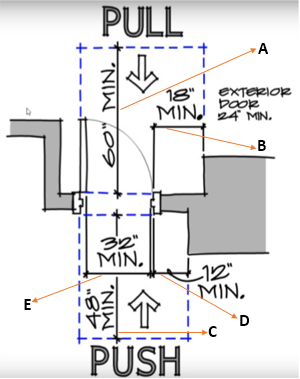 PULL
A
60" MIN.
18"
MIN.
EXTERIOR
DOOR
24" MIN.
B
32"
MIN.
12"
MIN.
E
48" MIN.
D
C
PUSH